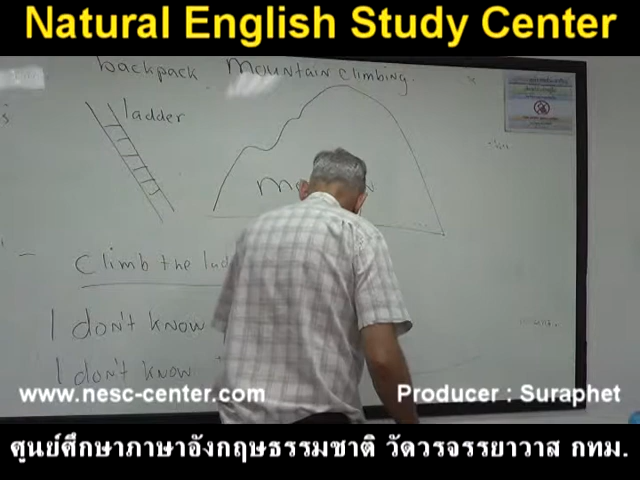 Natural English Study Center
backpack Mountain climbing.
ladder
climb the
I don't know
I don't know
www.nesc-center.com
Producer : Suraphet
ศูนย์ศึกษาภาษาอังกฤษธรรมชาติ วัดวรจรรยาวาส กทม.